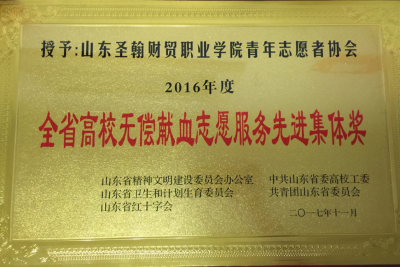 授予:山东圣翰财贸职业学院青年志愿者协会
2016年度
全省高校无偿献血志愿服务先进集体奖
山东省精神文明建设委员会办公室 中共山东省委高校工委
山东省卫生和计划生育委员会 共青团山东省委员会
山东省红十字会
二〇一七年十一月